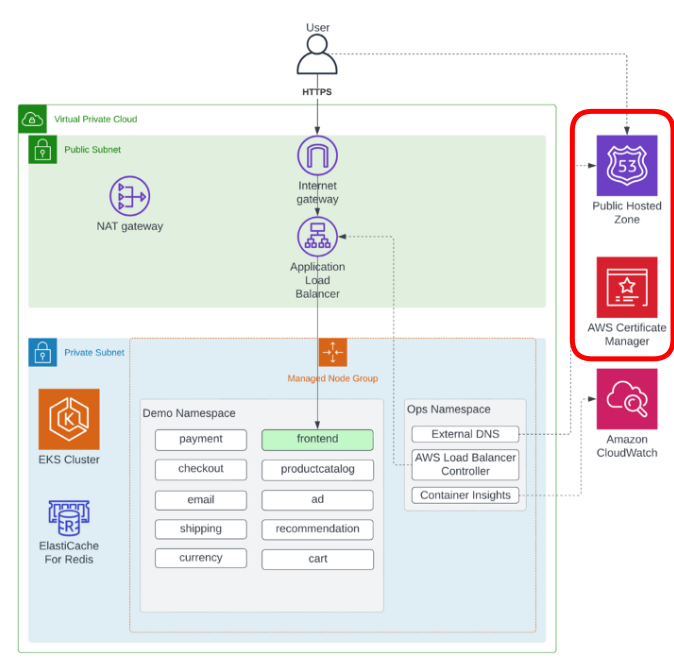 User
HTTPS
Virtual Private Cloud
Public Subnet
NAT gateway
Internet
gateway
Application
Load
Balancer
53
Public Hosted
Zone
AWS Certificate
Manager
Private Subnet
Managed Node Group
K
EKS Cluster
R
ElastiCache
For Redis
Demo Namespace
payment
frontend
checkout
productcatalog
email
ad
shipping
recommendation
currency
cart
Ops Namespace
External DNS
AWS Load Balancer
Controller
Container Insights
Amazon
CloudWatch